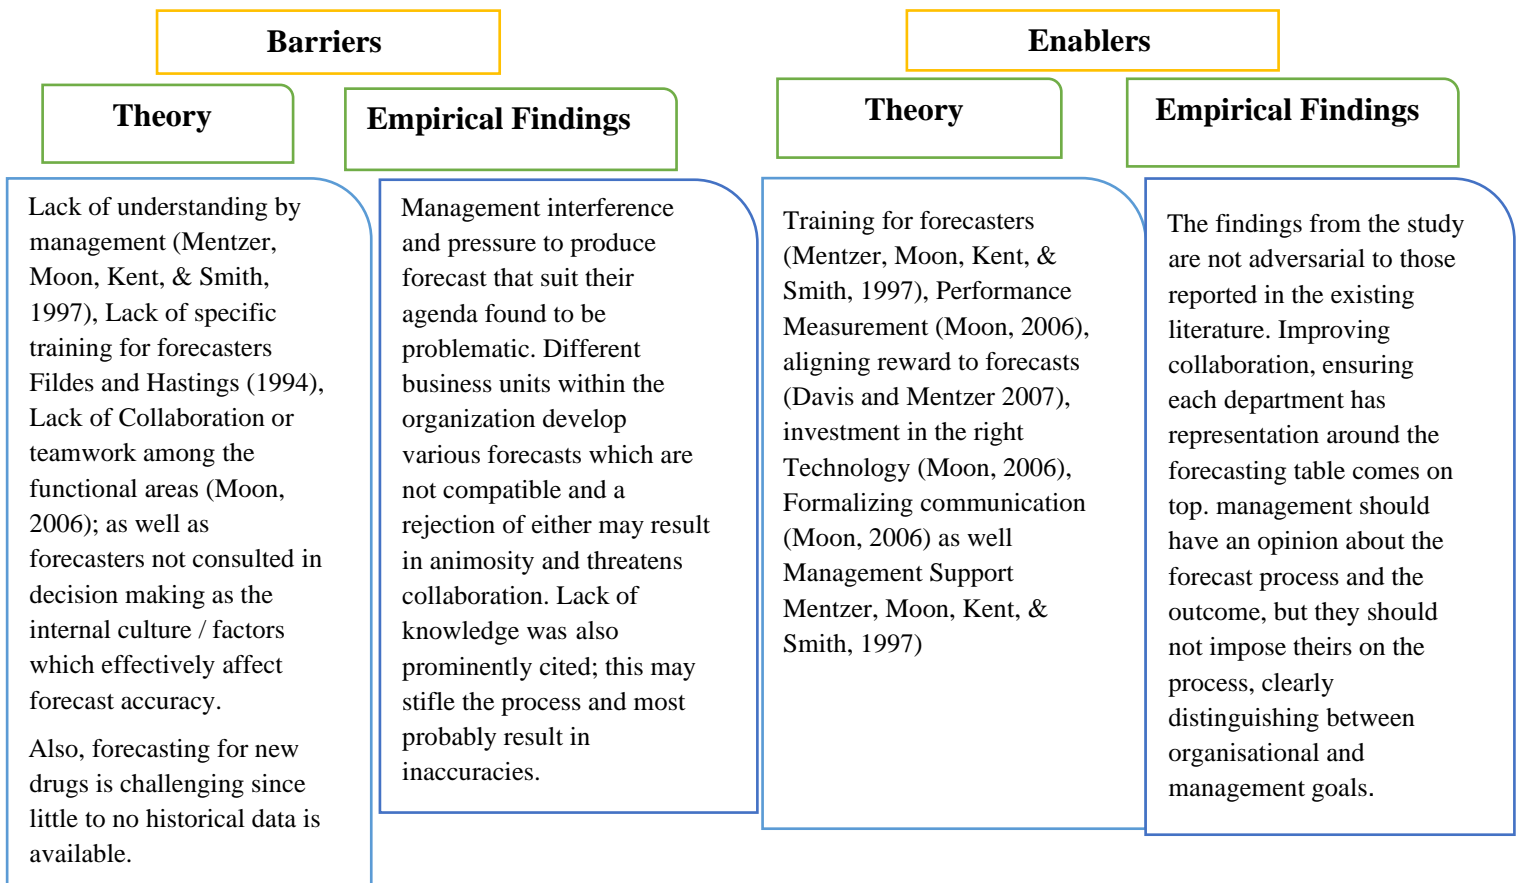 Barriers
Theory
Lack of understanding by
management (Mentzer,
Moon, Kent, & Smith,
1997), Lack of specific
training for forecasters
Fildes and Hastings (1994),
Lack of Collaboration or
teamwork among the
functional areas (Moon,
2006); as well as
forecasters not consulted in
decision making as the
internal culture / factors
which effectively affect
forecast accuracy.
Also, forecasting for new
drugs is challenging since
little to no historical data is
available.
Empirical Findings
Management interference
and pressure to produce
forecast that suit their
agenda found to be
problematic. Different
business units within the
organization develop
various forecasts which are
not compatible and a
rejection of either may result
in animosity and threatens
collaboration. Lack of
knowledge was also
prominently cited; this may
stifle the process and most
probably result in
inaccuracies.
Enablers
Theory
Training for forecasters
(Mentzer, Moon, Kent, &
Smith, 1997), Performance
Measurement (Moon, 2006),
aligning reward to forecasts
(Davis and Mentzer 2007),
investment in the right
Technology (Moon, 2006),
Formalizing communication
(Moon, 2006) as well
Management Support
Mentzer, Moon, Kent, &
Smith, 1997)
Empirical Findings
The findings from the study
are not adversarial to those
reported in the existing
literature. Improving
collaboration, ensuring
each department has
representation around the
forecasting table comes on
top. management should
have an opinion about the
forecast process and the
outcome, but they should
not impose theirs on the
process, clearly
distinguishing between
organisational and
management goals.